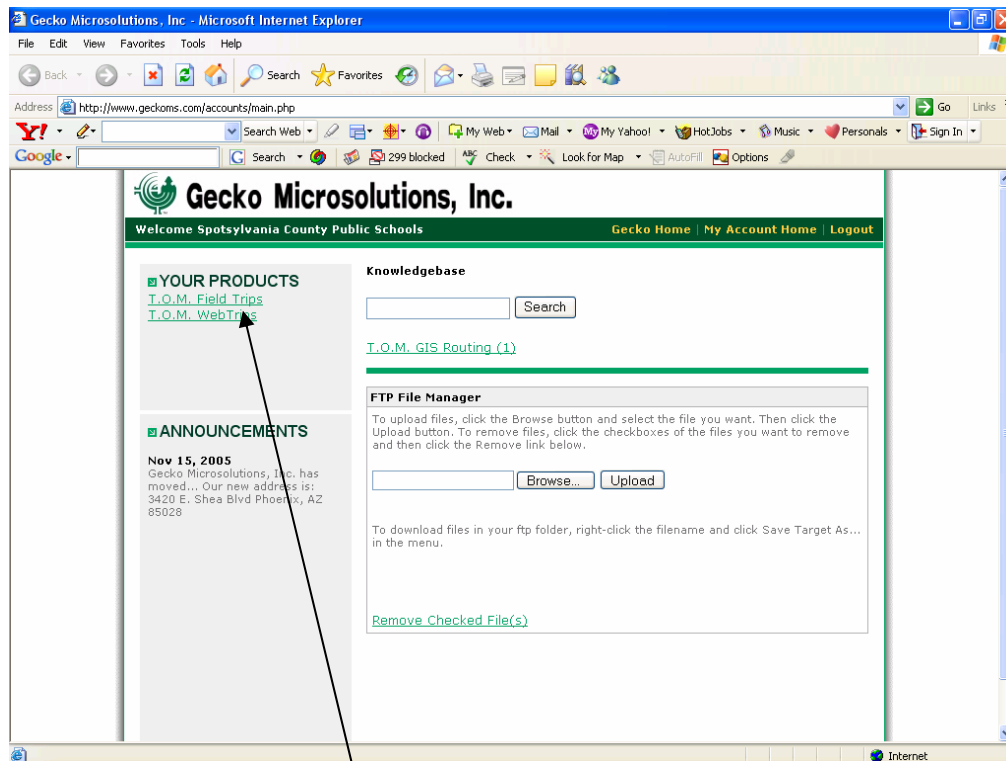 Gecko Microsolutions, Inc - Microsoft Internet Explorer
File Edit View Favorites Tools Help
Back Search Favorites
Address http://www.geckoms.com/accounts/main.php Go Links
Y! Search Web My Web Mail My Yahoo! HotJobs Music Personals Sign In
Google Search 299 blocked ABC Check Look for Map AutoFill Options
Gecko Microsolutions, Inc.
Welcome Spotsylvania County Public Schools Gecko Home | My Account Home | Logout
YOUR PRODUCTS
T.O.M. Field Trips
T.O.M. WebTrips
ANNOUNCEMENTS
Nov 15, 2005
Gecko Microsolutions, Inc. has
moved... Our new address is:
3420 E. Shea Blvd Phoenix, AZ
85028
Knowledgebase
Search
T.O.M. GIS Routing (1)
FTP File Manager
To upload files, click the Browse button and select the file you want. Then click the
Upload button. To remove files, click the checkboxes of the files you want to remove
and then click the Remove link below.
Browse... Upload
To download files in your ftp folder, right-click the filename and click Save Target As...
in the menu.
Remove Checked File(s)
Internet